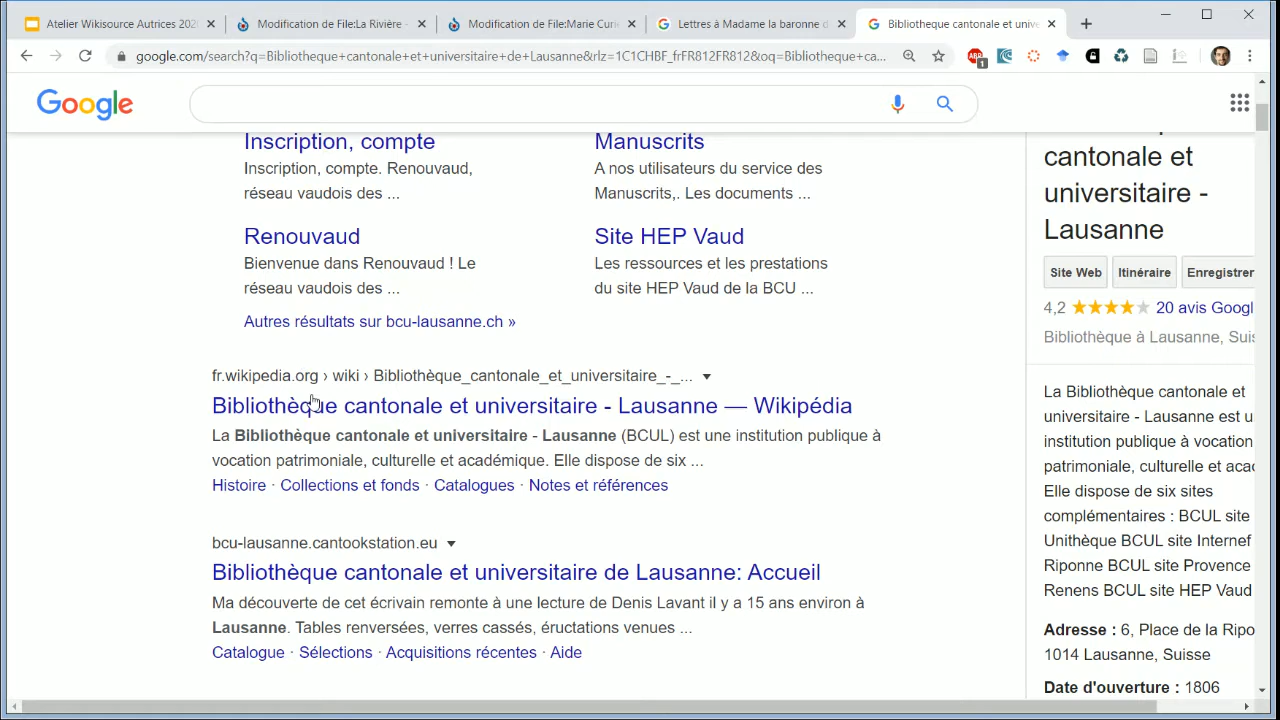 Atelier Wikisource Autrices 202
Modification de File:La Rivière -
Modification de File:Marie Curi
Lettres à Madame la baronne d
Bibliotheque cantonale et unive
google.com/search?q=Bibliotheque+cantonale+et+universitaire+de+Lausanne&rlz=1C1CHBF_frFR812FR812&oq=Bibliotheque+ca...
ABP
1
Google
Inscription, compte
Inscription, compte. Renouvaud,
réseau vaudois des ...
Manuscrits
A nos utilisateurs du service des
Manuscrits,. Les documents ...
Renouvaud
Bienvenue dans Renouvaud ! Le
réseau vaudois des ...
Site HEP Vaud
Les ressources et les prestations
du site HEP Vaud de la BCU ...
Autres résultats sur bcu-lausanne.ch »
fr.wikipedia.org › wiki › Bibliothèque_cantonale_et_universitaire_-_...
Bibliothèque cantonale et universitaire - Lausanne — Wikipédia
La Bibliothèque cantonale et universitaire - Lausanne (BCUL) est une institution publique à
vocation patrimoniale, culturelle et académique. Elle dispose de six ...
Histoire · Collections et fonds · Catalogues · Notes et références
bcu-lausanne.cantookstation.eu
Bibliothèque cantonale et universitaire de Lausanne: Accueil
Ma découverte de cet écrivain remonte à une lecture de Denis Lavant il y a 15 ans environ à
Lausanne. Tables renversées, verres cassés, éructations venues ...
Catalogue · Sélections · Acquisitions récentes · Aide
cantonale et
universitaire -
Lausanne
Site Web
Itinéraire
Enregistrer
4,2
20 avis Googl
Bibliothèque à Lausanne, Suis
La Bibliothèque cantonale et
universitaire - Lausanne est u
institution publique à vocation
patrimoniale, culturelle et acad
Elle dispose de six sites
complémentaires : BCUL site
Unithèque BCUL site Internef
Riponne BCUL site Provence
Renens BCUL site HEP Vaud
Adresse : 6, Place de la Ripo
1014 Lausanne, Suisse
Date d'ouverture : 1806